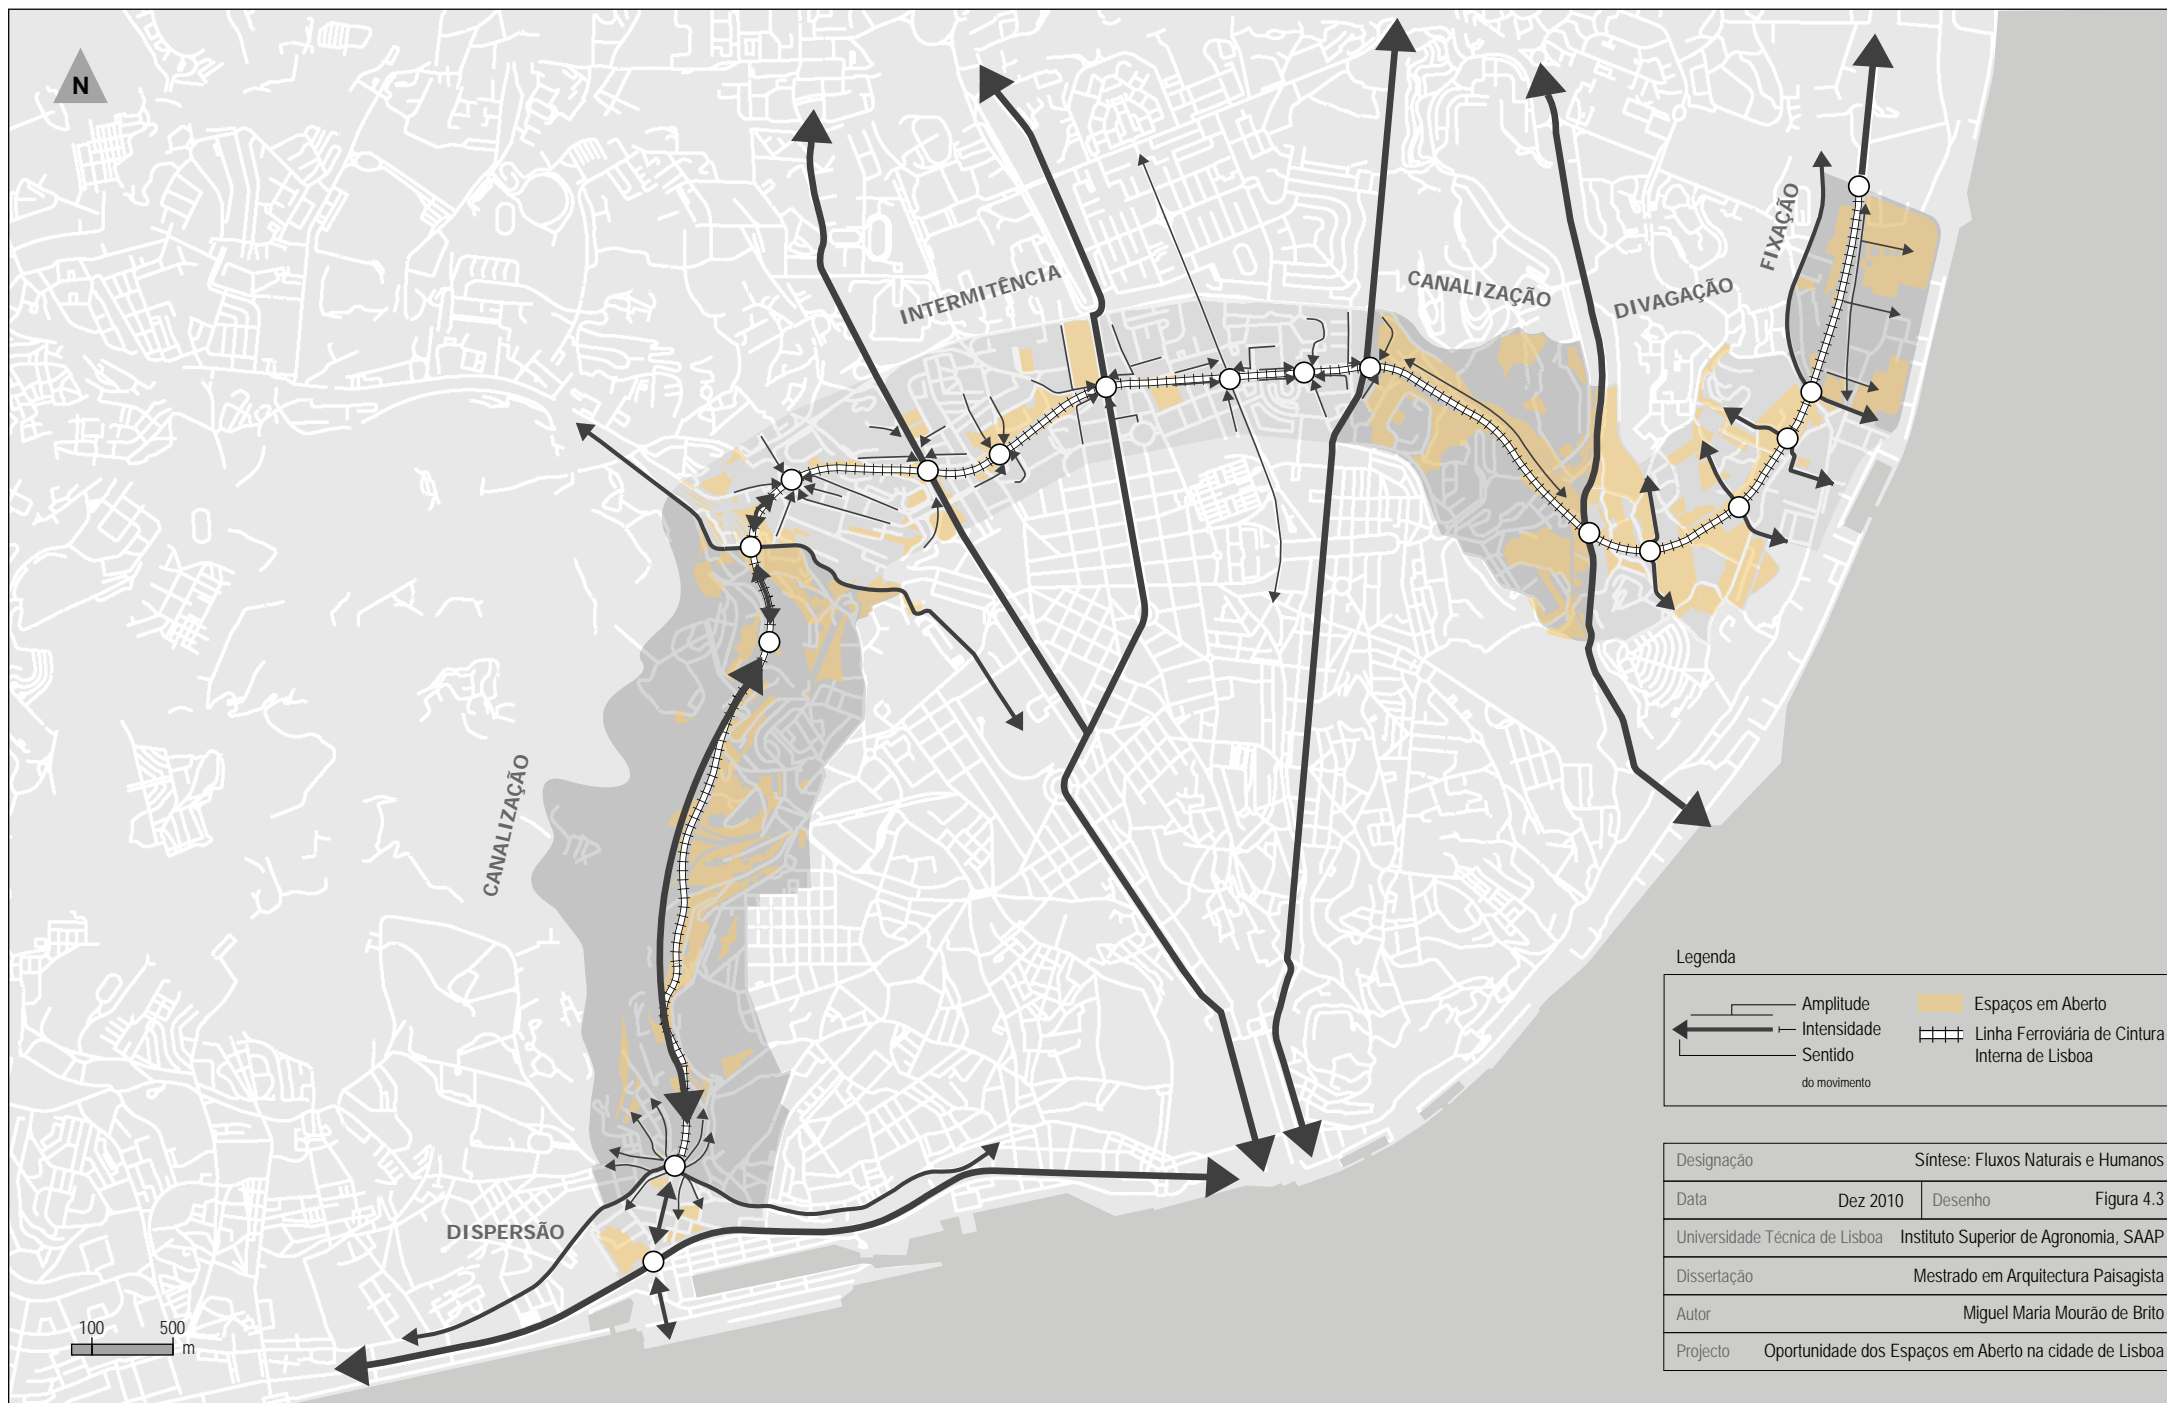 N
INTERMITÊNCIA
CANALIZAÇÃO
DIVAGAÇÃO
FIXAÇÃO
CANALIZAÇÃO
DISPERSÃO
100 500
m
Legenda
Amplitude
Intensidade
Sentido
do movimento
Espaços em Aberto
Linha Ferroviária de Cintura
Interna de Lisboa
Designação Síntese: Fluxos Naturais e Humanos
Data Dez 2010 Desenho Figura 4.3
Universidade Técnica de Lisboa Instituto Superior de Agronomia, SAAP
Dissertação Mestrado em Arquitectura Paisagista
Autor Miguel Maria Mourão de Brito
Projecto Oportunidade dos Espaços em Aberto na cidade de Lisboa